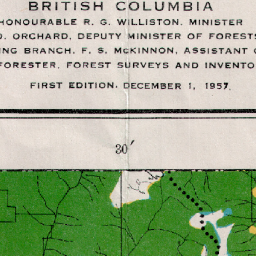 BRITISH COLUMBIA
HONOURABLE R. G. WILLISTON, MINISTER
O. ORCHARD, DEPUTY MINISTER OF FORESTS
NG BRANCH, F. S. McKINNON, ASSISTANT
FORESTER, FOREST SURVEYS AND INVENTO
FIRST EDITION, DECEMBER 1, 1957.
30′